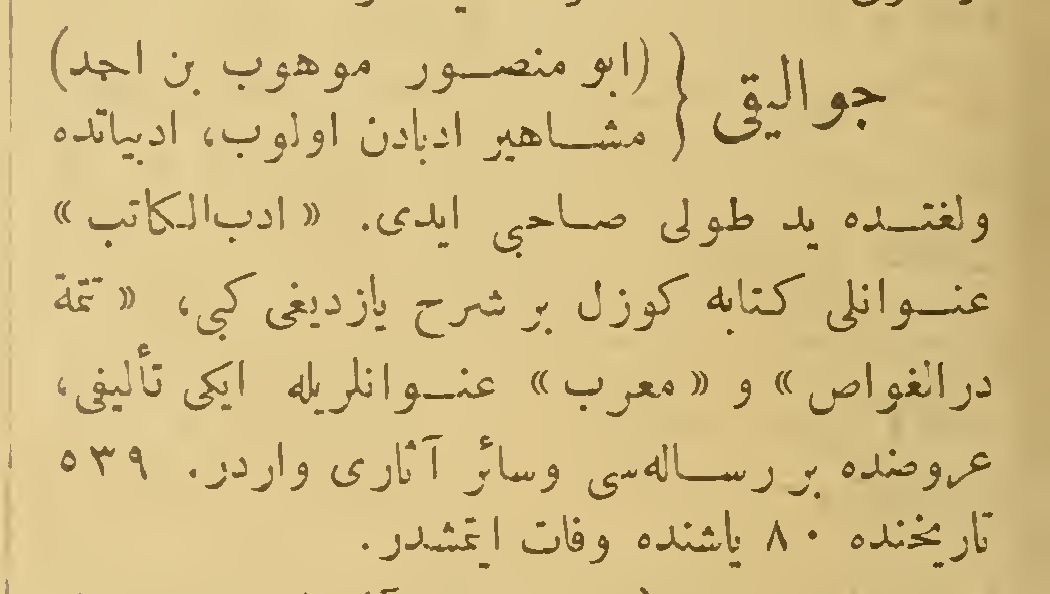 جواليقى { (ابو منصور موهوب بن احمد)
مشاهير ادبادن اولوب، ادبياتده
ولغتده يد طولى صاحبى ايدى. « ادب‌الكاتب »
عنوانلى كتابه كوزل بر شرح يازديغى كبى، « تتمة
درالغواص » و « معرب » عنوانلريله ايكى تأليفى،
عروضده بر رساله‌سى وسائر آثارى واردر. ٥٣٩
تاريخنده ٨٠ ياشنده وفات ايتمشدر.